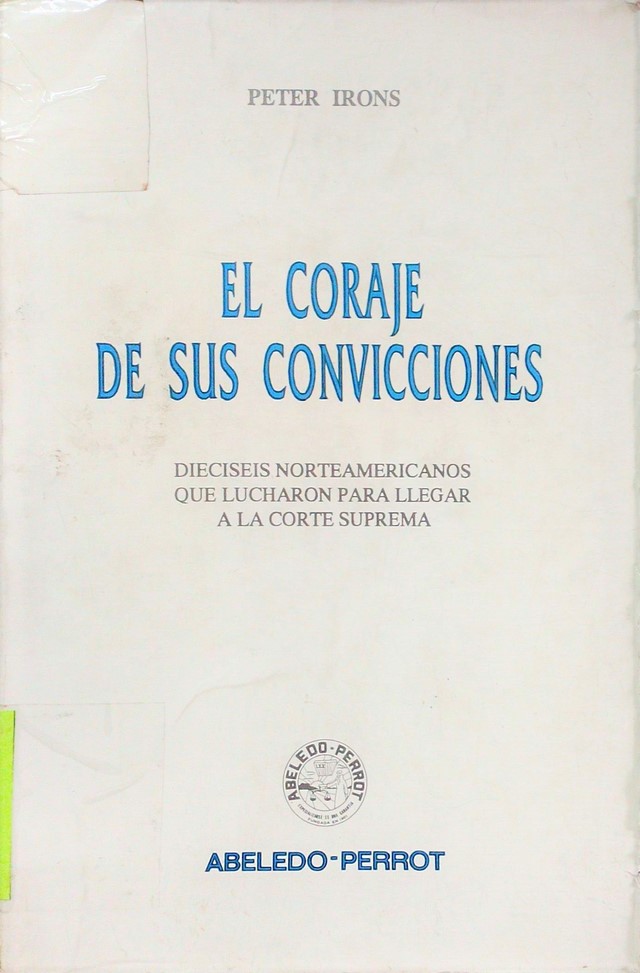 PETER IRONS
EL CORAJE
DE SUS CONVICCIONES
DIECISEIS NORTEAMERICANOS
QUE LUCHARON PARA LLEGAR
A LA CORTE SUPREMA
ABELEDO-PERROT
ABELEDO-PERROT